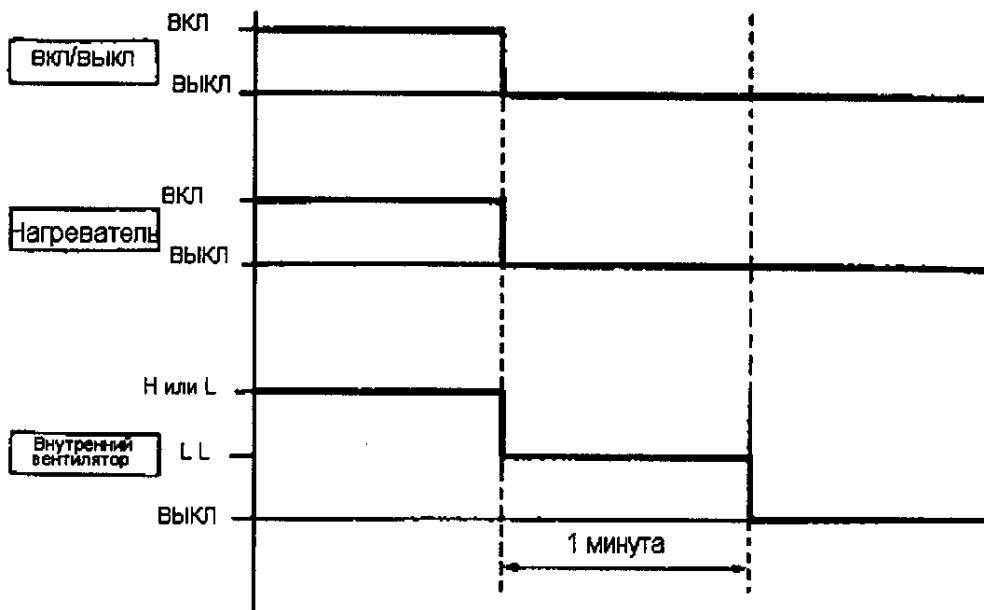 ВКЛ
ВКЛ/ВЫКЛ
ВЫКЛ
ВКЛ
Нагреватель
ВЫКЛ
Н или L
Внутренний
вентилятор
L L
ВЫКЛ
1 минута